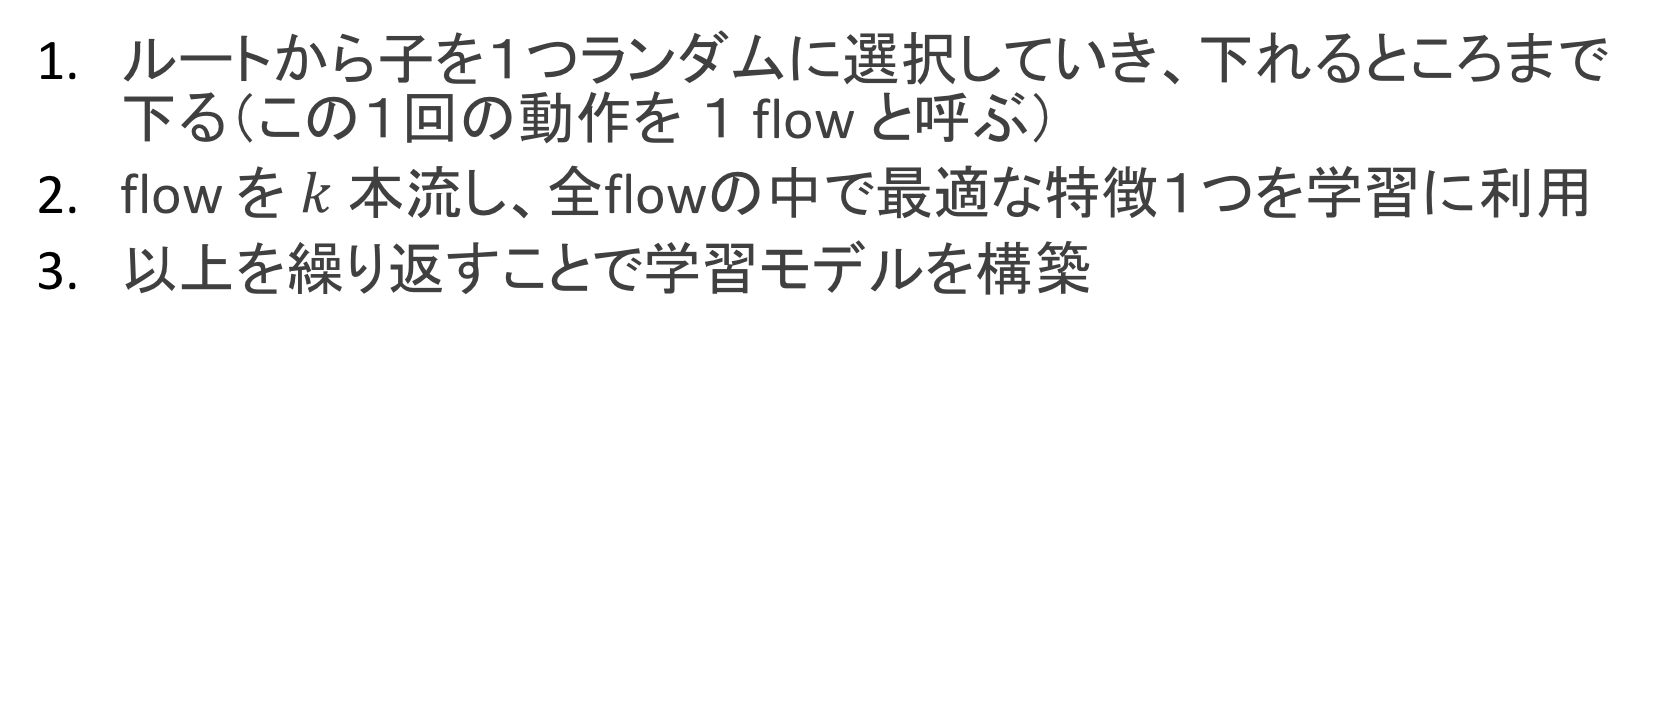 1. ルートから子を1つランダムに選択していき、下れるところまで
下る（この1回の動作を 1 flow と呼ぶ）
2. flow を k 本流し、全flowの中で最適な特徴1つを学習に利用
3. 以上を繰り返すことで学習モデルを構築